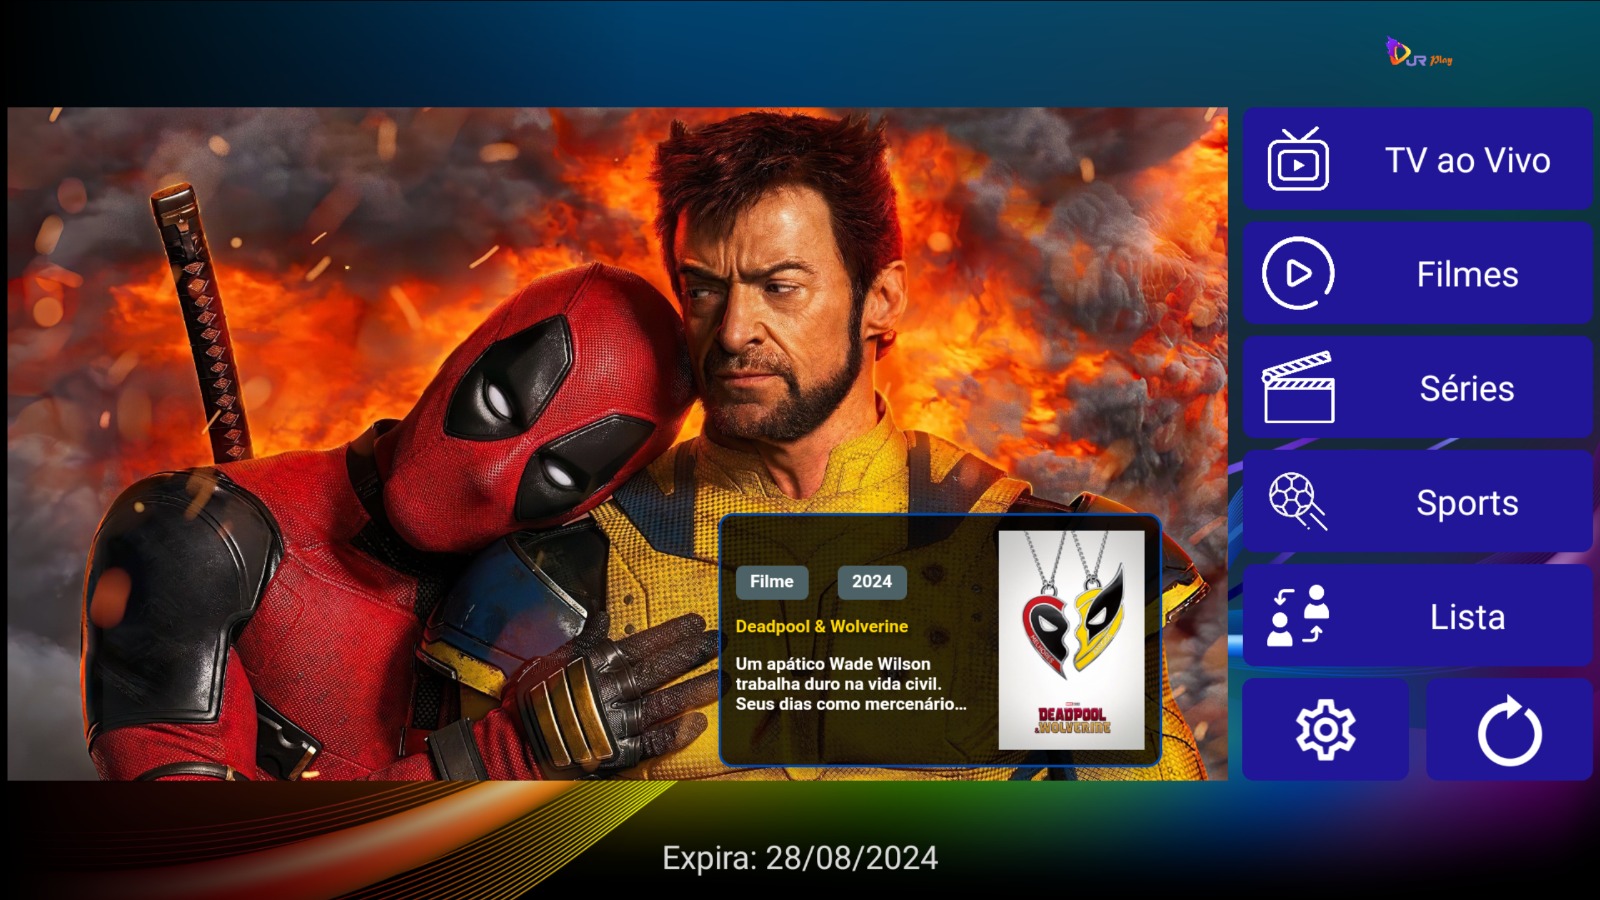 JR Play
TV ao Vivo
Filmes
Séries
Sports
Lista
Filme
2024
Deadpool & Wolverine
Um apático Wade Wilson
trabalha duro na vida civil.
Seus dias como mercenário…
DEADPOOL
& WOLVERINE
Expira: 28/08/2024